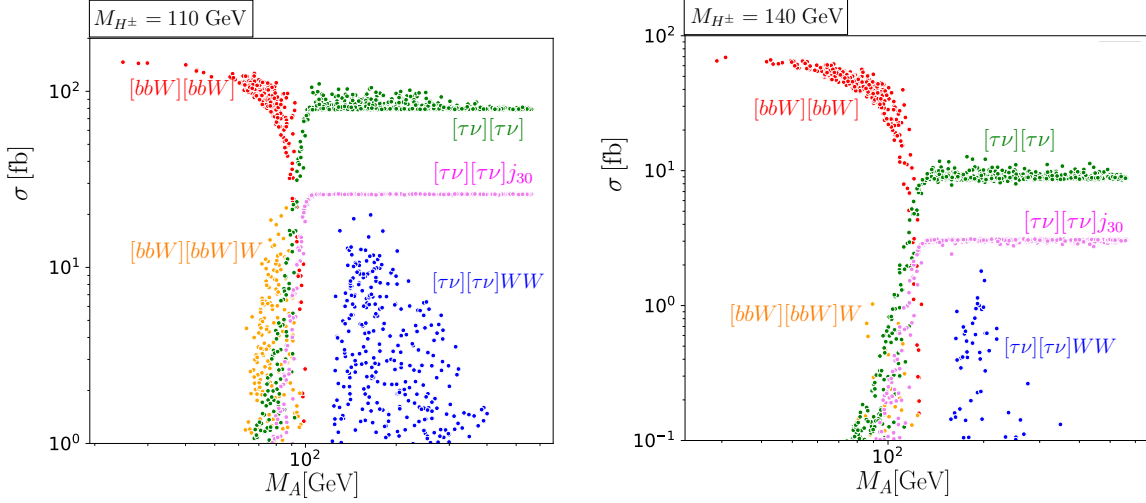 $M_{H^\pm} = 110$ GeV
$10^2$
$10^1$
$10^0$
σ [fb]
[bbW][bbW]
[τν][τν]
[τν][τν]$j_{30}$
[bbW][bbW]W
[τν][τν]WW
$10^2$
$M_A$[GeV]
$M_{H^\pm} = 140$ GeV
$10^2$
$10^1$
$10^0$
$10^{-1}$
σ [fb]
[bbW][bbW]
[τν][τν]
[τν][τν]$j_{30}$
[bbW][bbW]W
[τν][τν]WW
$10^2$
$M_A$[GeV]